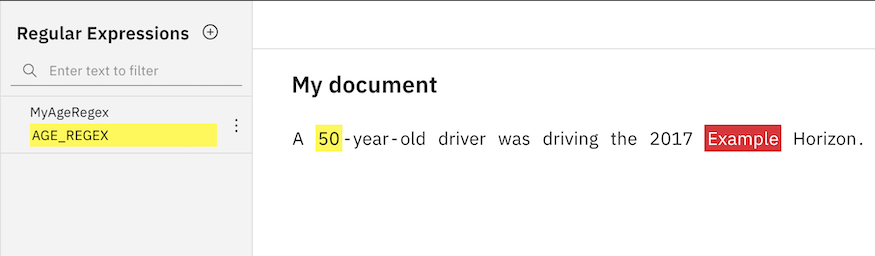 Regular Expressions
Enter text to filter
MyAgeRegex
AGE_REGEX
My document
A 50-year-old driver was driving the 2017 Example Horizon.